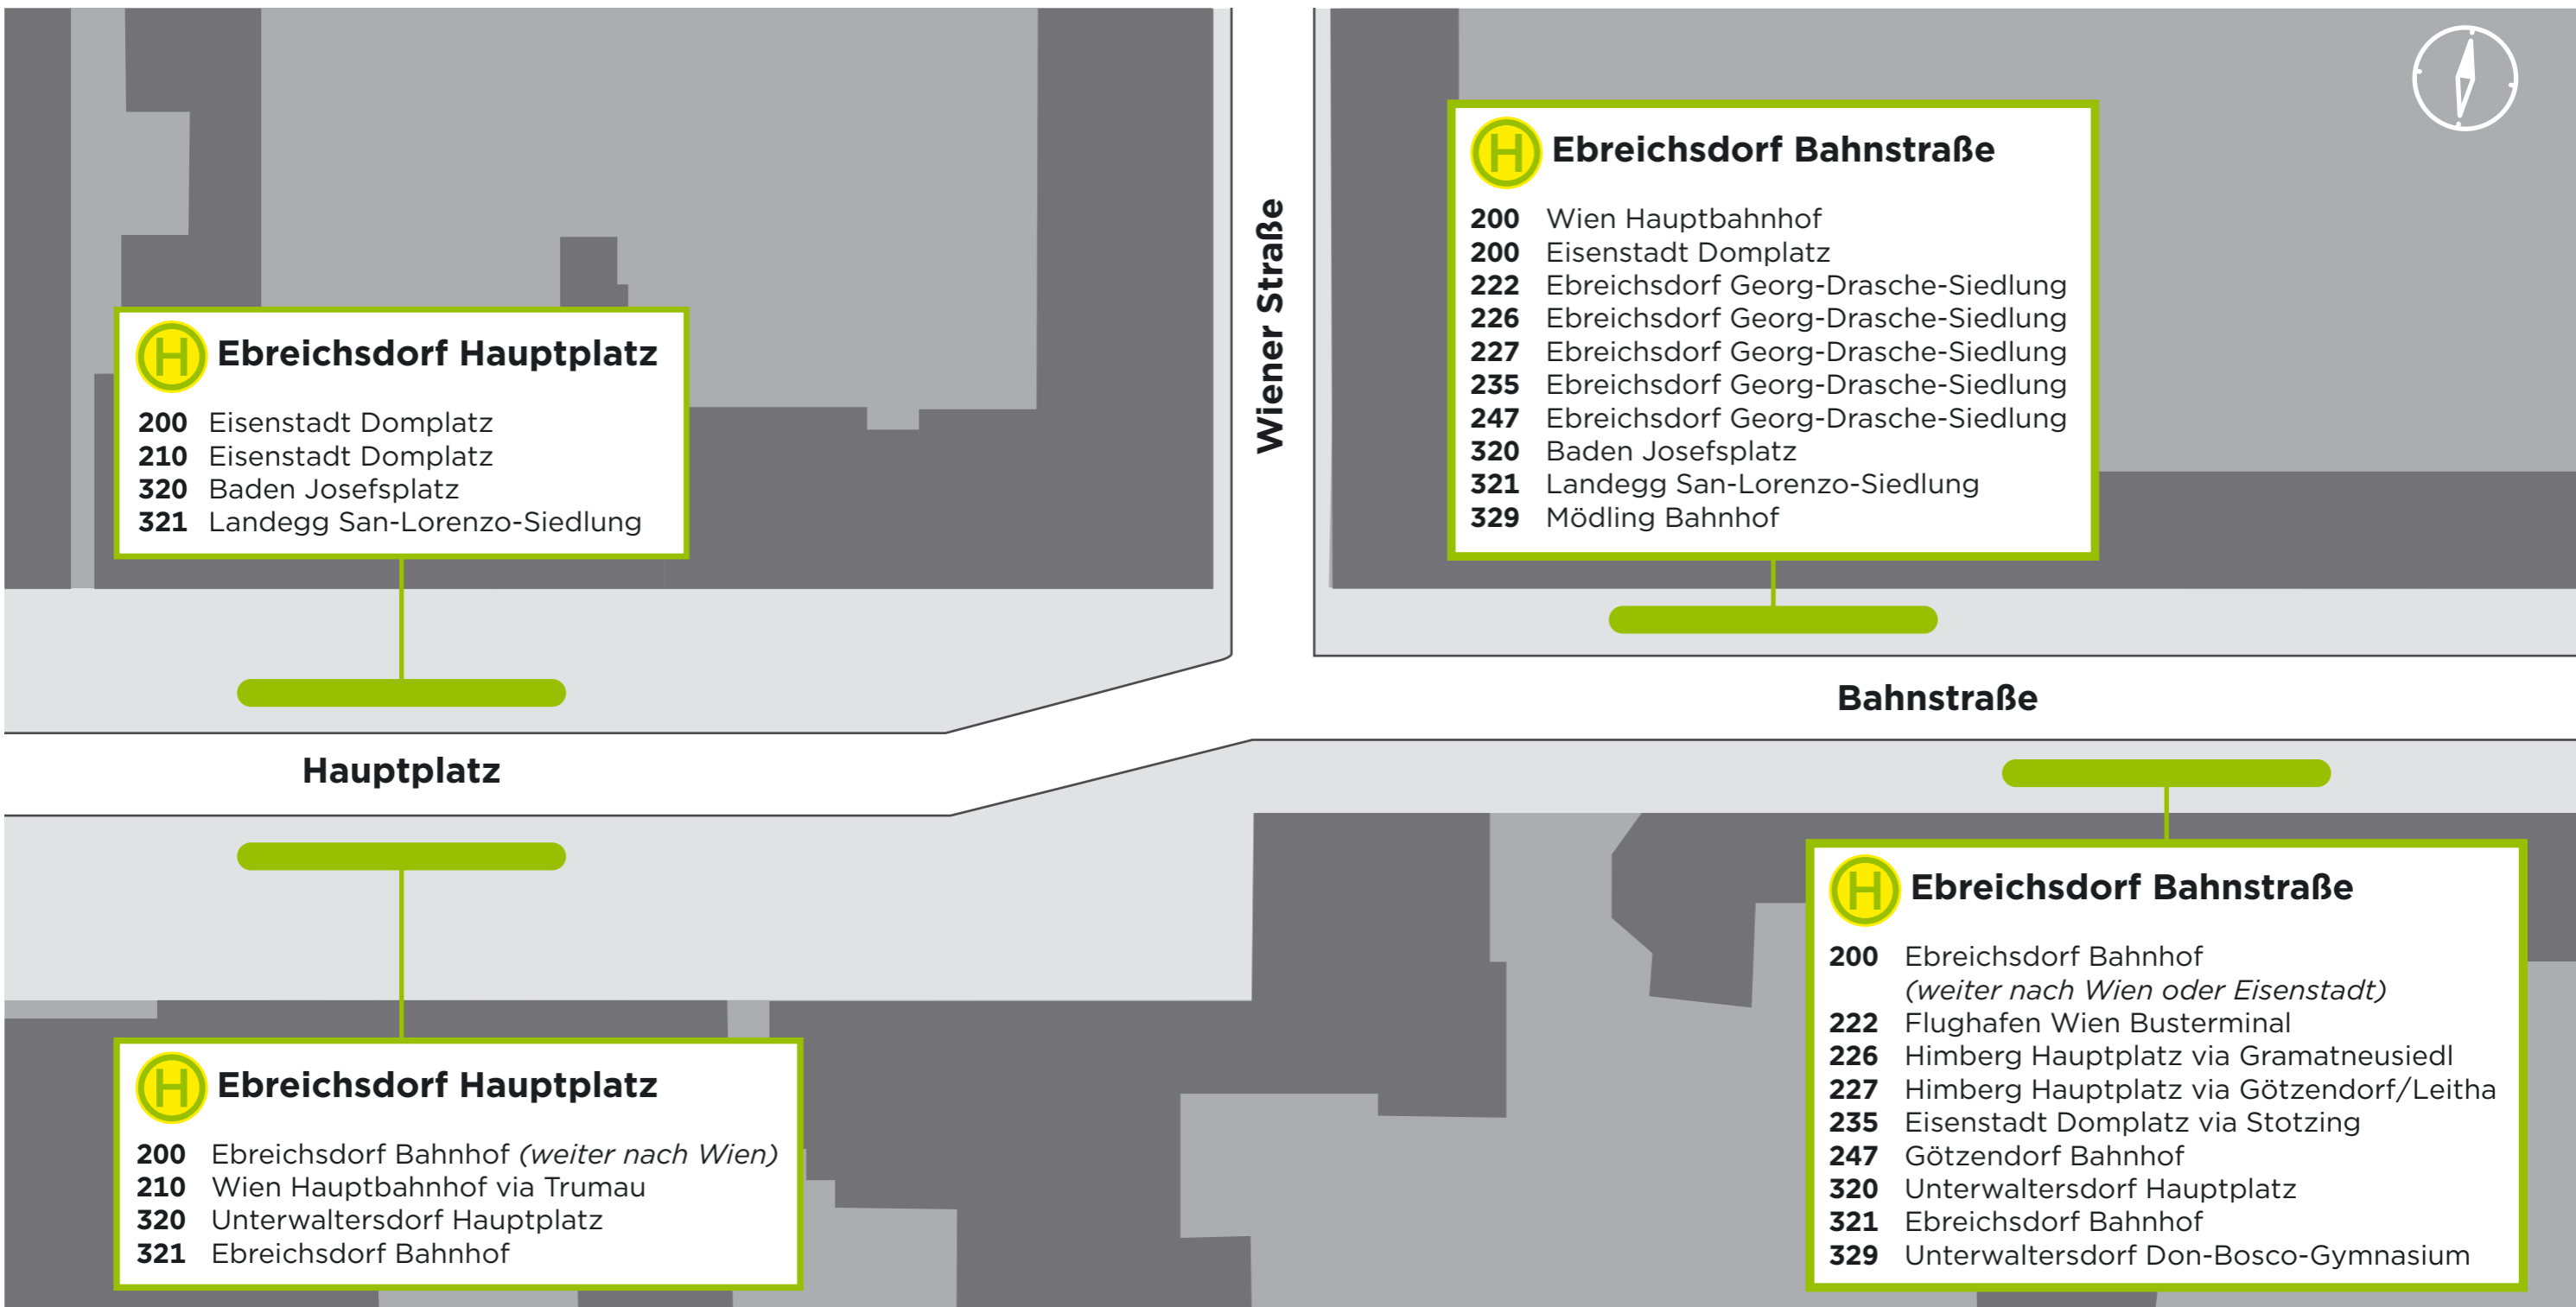 H Ebreichsdorf Hauptplatz
200 Eisenstadt Domplatz
210 Eisenstadt Domplatz
320 Baden Josefsplatz
321 Landegg San-Lorenzo-Siedlung
Wiener Straße
H Ebreichsdorf Bahnstraße
200 Wien Hauptbahnhof
200 Eisenstadt Domplatz
222 Ebreichsdorf Georg-Drasche-Siedlung
226 Ebreichsdorf Georg-Drasche-Siedlung
227 Ebreichsdorf Georg-Drasche-Siedlung
235 Ebreichsdorf Georg-Drasche-Siedlung
247 Ebreichsdorf Georg-Drasche-Siedlung
320 Baden Josefsplatz
321 Landegg San-Lorenzo-Siedlung
329 Mödling Bahnhof
Bahnstraße
Hauptplatz
H Ebreichsdorf Hauptplatz
200 Ebreichsdorf Bahnhof (weiter nach Wien)
210 Wien Hauptbahnhof via Trumau
320 Unterwaltersdorf Hauptplatz
321 Ebreichsdorf Bahnhof
H Ebreichsdorf Bahnstraße
200 Ebreichsdorf Bahnhof
(weiter nach Wien oder Eisenstadt)
222 Flughafen Wien Busterminal
226 Himberg Hauptplatz via Gramatneusiedl
227 Himberg Hauptplatz via Götzendorf/Leitha
235 Eisenstadt Domplatz via Stotzing
247 Götzendorf Bahnhof
320 Unterwaltersdorf Hauptplatz
321 Ebreichsdorf Bahnhof
329 Unterwaltersdorf Don-Bosco-Gymnasium